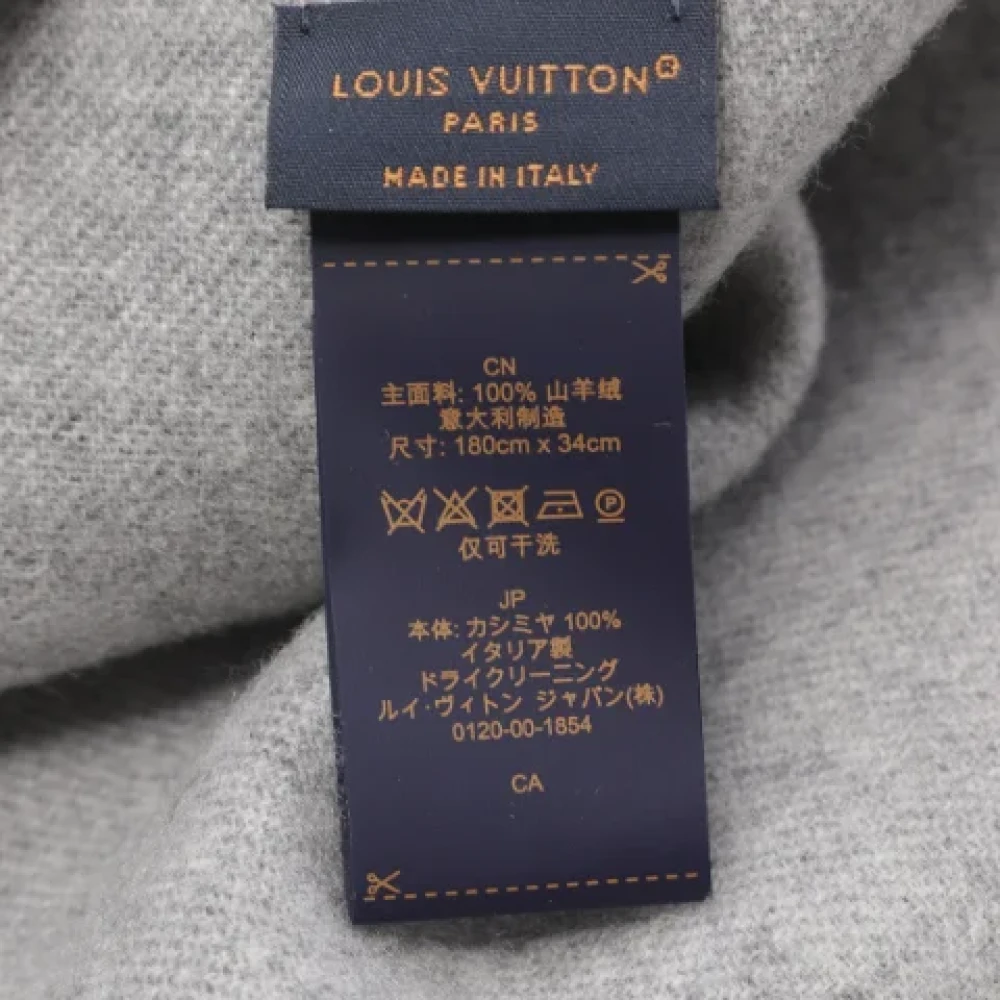 LOUIS VUITTON®
PARIS
MADE IN ITALY
CN
主面料: 100% 山羊绒
意大利制造
尺寸: 180cm x 34cm
P
仅可干洗
JP
本体: カシミヤ 100%
イタリア製
ドライクリーニング
ルイ·ヴィトン ジャパン(株)
0120-00-1854
CA